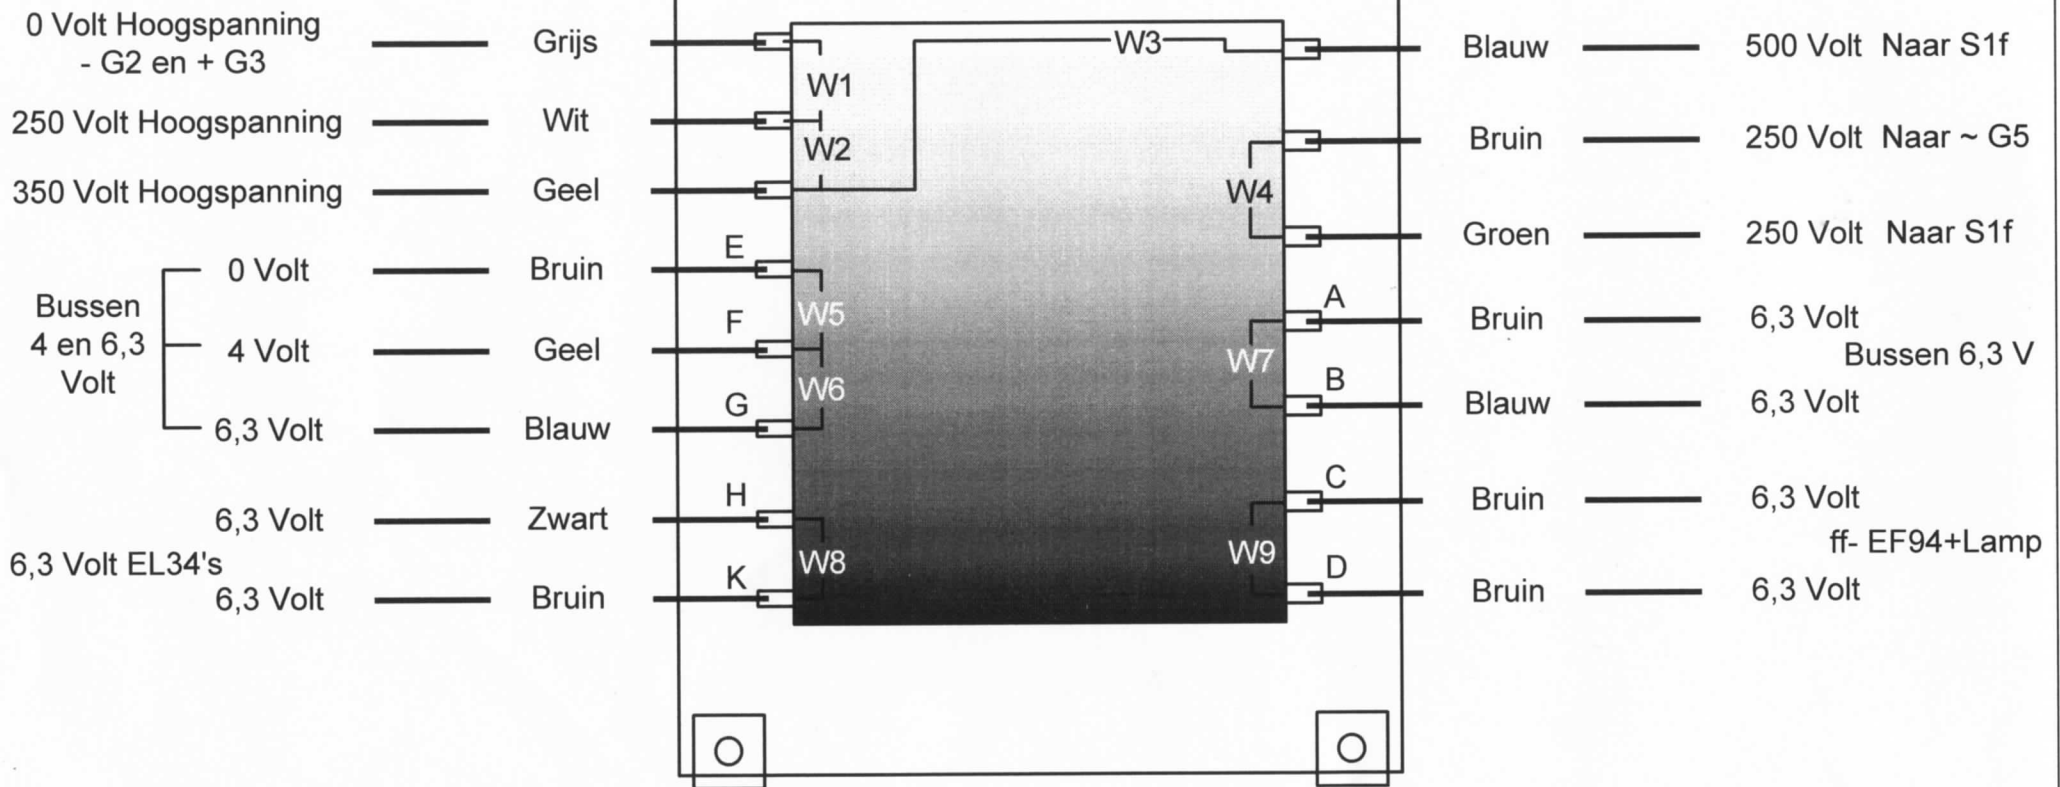 0 Volt Hoogspanning
- G2 en + G3
Grijs
250 Volt Hoogspanning
Wit
350 Volt Hoogspanning
Geel
Bussen
4 en 6,3
Volt
0 Volt
Bruin
E
4 Volt
Geel
F
6,3 Volt
Blauw
G
6,3 Volt
Zwart
H
6,3 Volt EL34's
6,3 Volt
Bruin
K
W1
W2
W3
W4
W5
W6
W7
W8
W9
Blauw
500 Volt Naar S1f
Bruin
250 Volt Naar ~ G5
Groen
250 Volt Naar S1f
A
Bruin
6,3 Volt
Bussen 6,3 V
B
Blauw
6,3 Volt
C
Bruin
6,3 Volt
ff- EF94+Lamp
D
Bruin
6,3 Volt